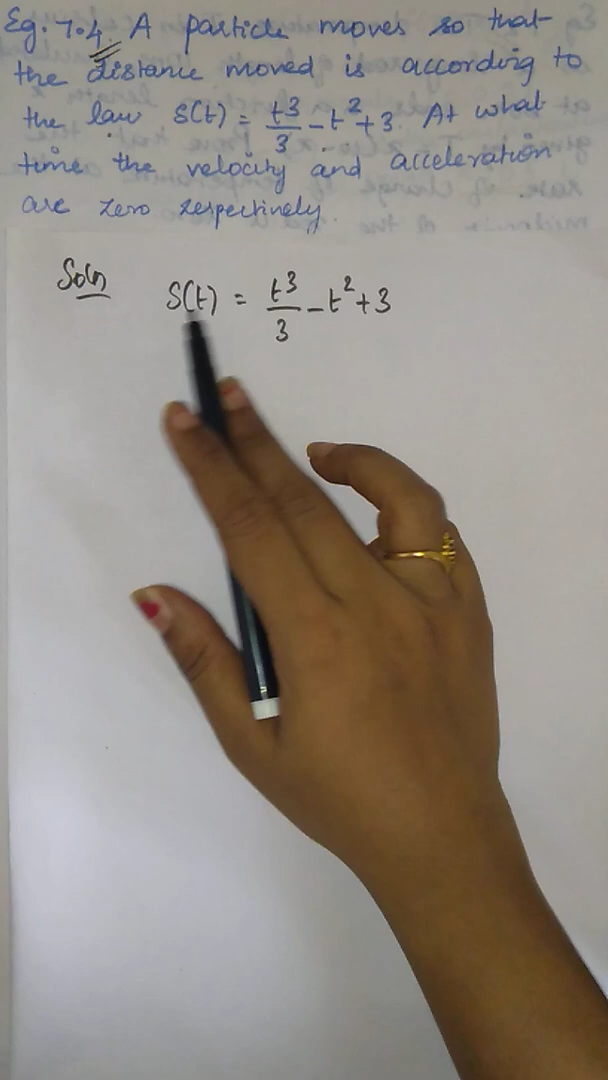 Eg. 7.4. A particle moves so that
the distance moved is according to
the law S(t) = t³/3 - t² + 3. At what
time the velocity and acceleration
are zero respectively.
Soln
S(t) = t³/3 - t² + 3